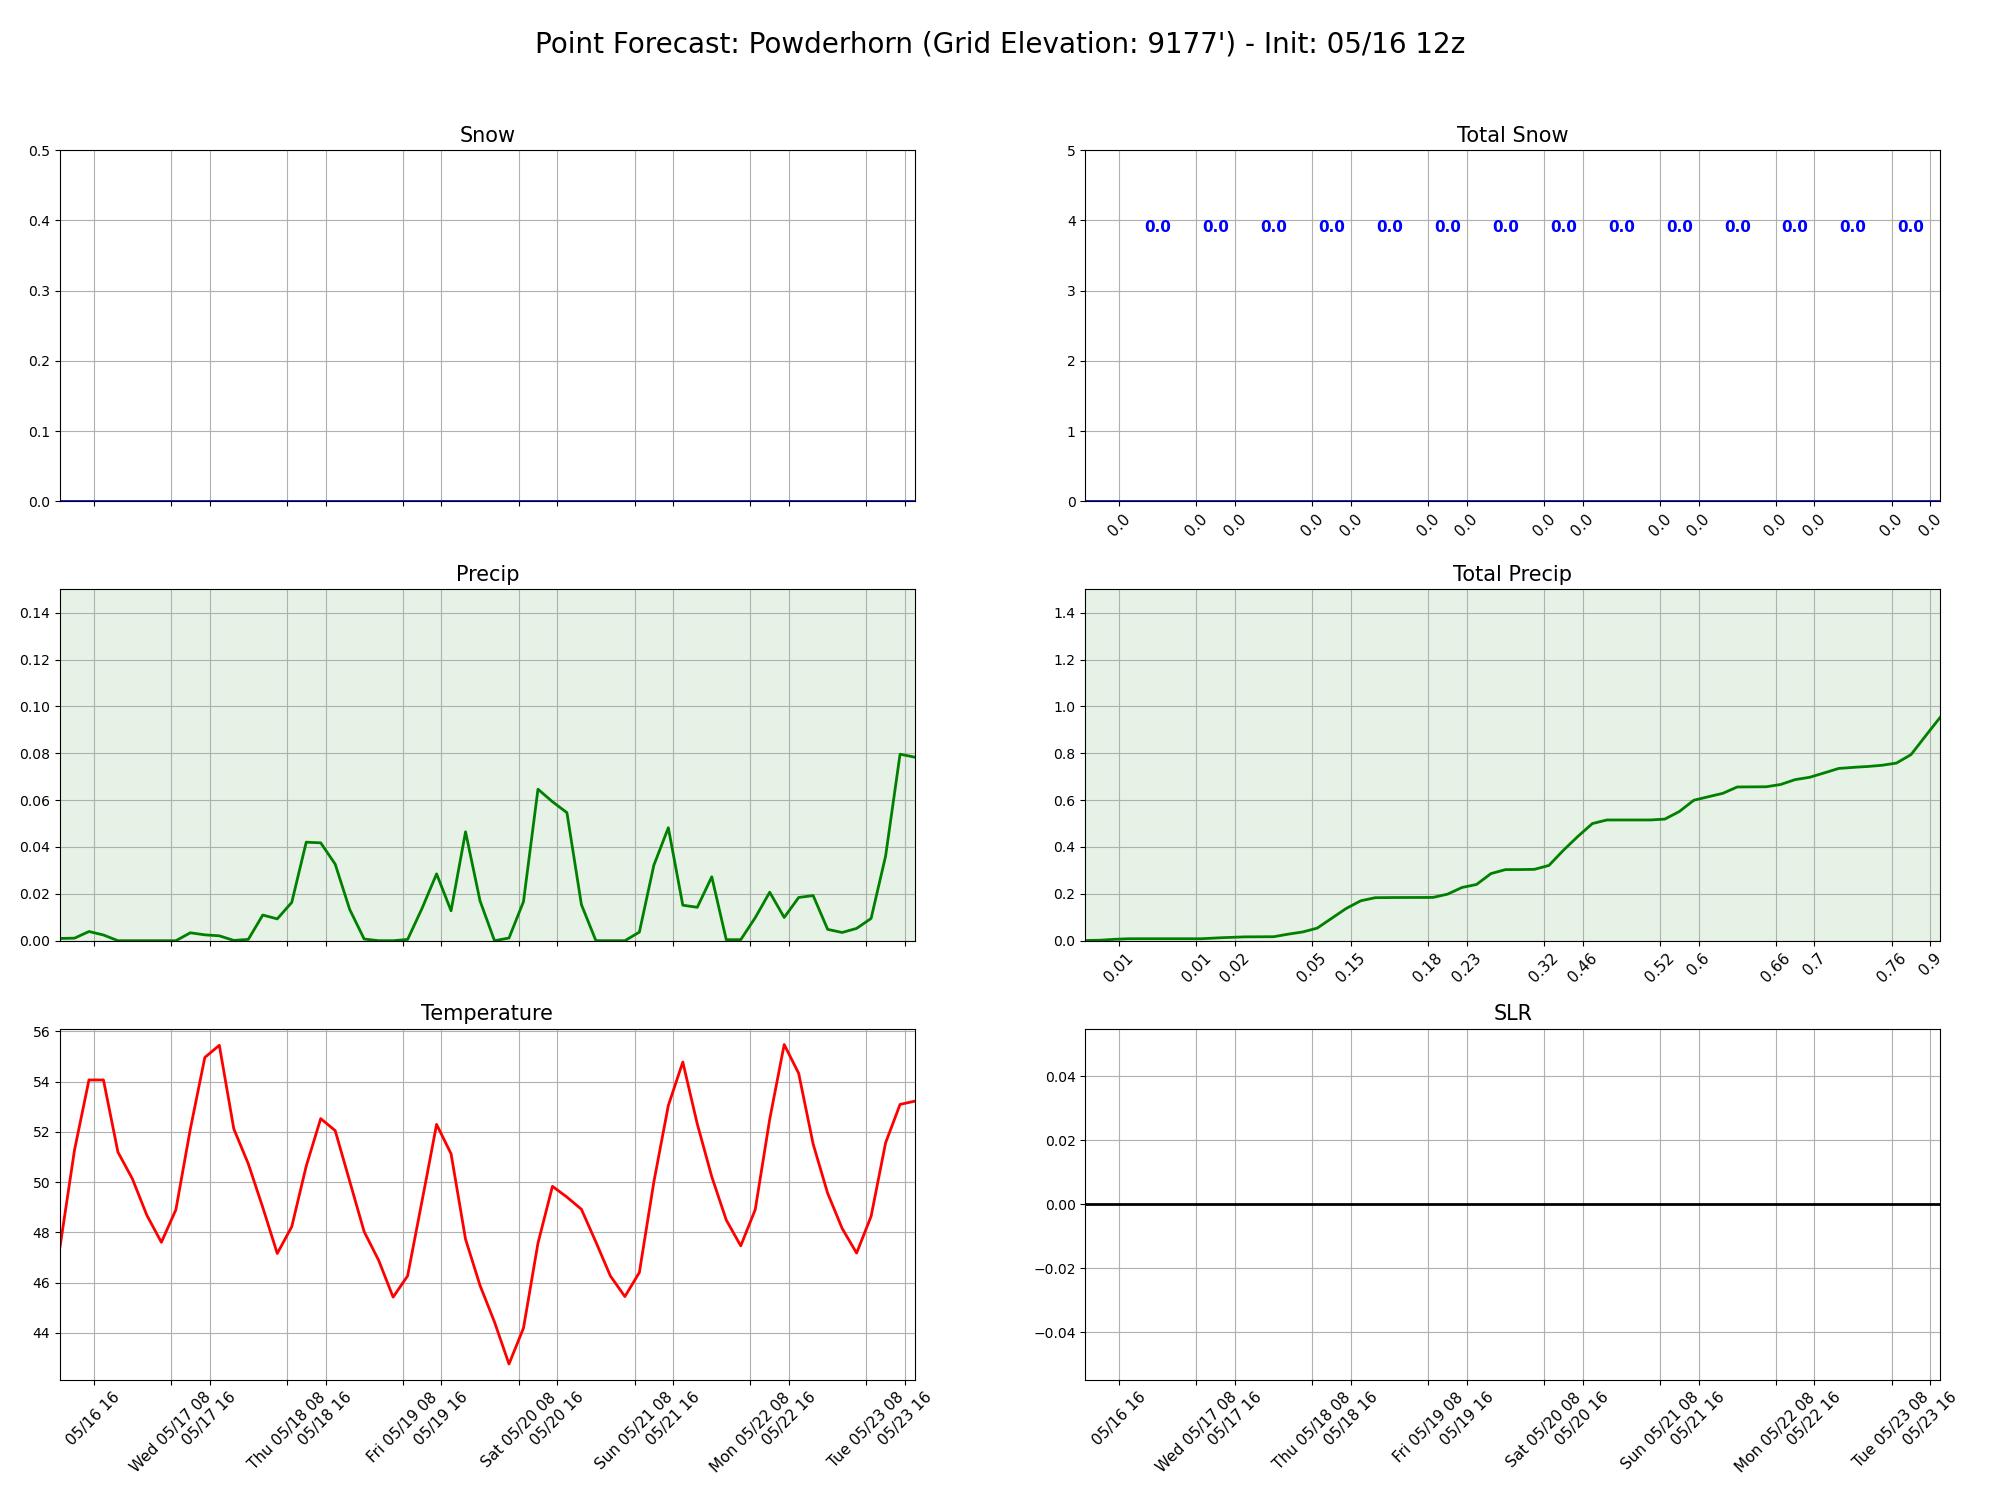 Point Forecast: Powderhorn (Grid Elevation: 9177') - Init: 05/16 12z
Snow
0.5
0.4
0.3
0.2
0.1
0.0
Total Snow
5
4
3
2
1
0
0.0 0.0 0.0 0.0 0.0 0.0 0.0 0.0 0.0 0.0 0.0 0.0 0.0 0.0
0.0 0.0 0.0 0.0 0.0 0.0 0.0 0.0 0.0 0.0 0.0 0.0 0.0 0.0 0.0
Precip
0.14
0.12
0.10
0.08
0.06
0.04
0.02
0.00
Total Precip
1.4
1.2
1.0
0.8
0.6
0.4
0.2
0.0
0.01 0.01 0.02 0.05 0.15 0.18 0.23 0.32 0.46 0.52 0.6 0.66 0.7 0.76 0.9
Temperature
56
54
52
50
48
46
44
05/16 16
Wed 05/17 08
05/17 16
Thu 05/18 08
05/18 16
Fri 05/19 08
05/19 16
Sat 05/20 08
05/20 16
Sun 05/21 08
05/21 16
Mon 05/22 08
05/22 16
Tue 05/23 08
05/23 16
SLR
0.04
0.02
0.00
−0.02
−0.04
05/16 16
Wed 05/17 08
05/17 16
Thu 05/18 08
05/18 16
Fri 05/19 08
05/19 16
Sat 05/20 08
05/20 16
Sun 05/21 08
05/21 16
Mon 05/22 08
05/22 16
Tue 05/23 08
05/23 16